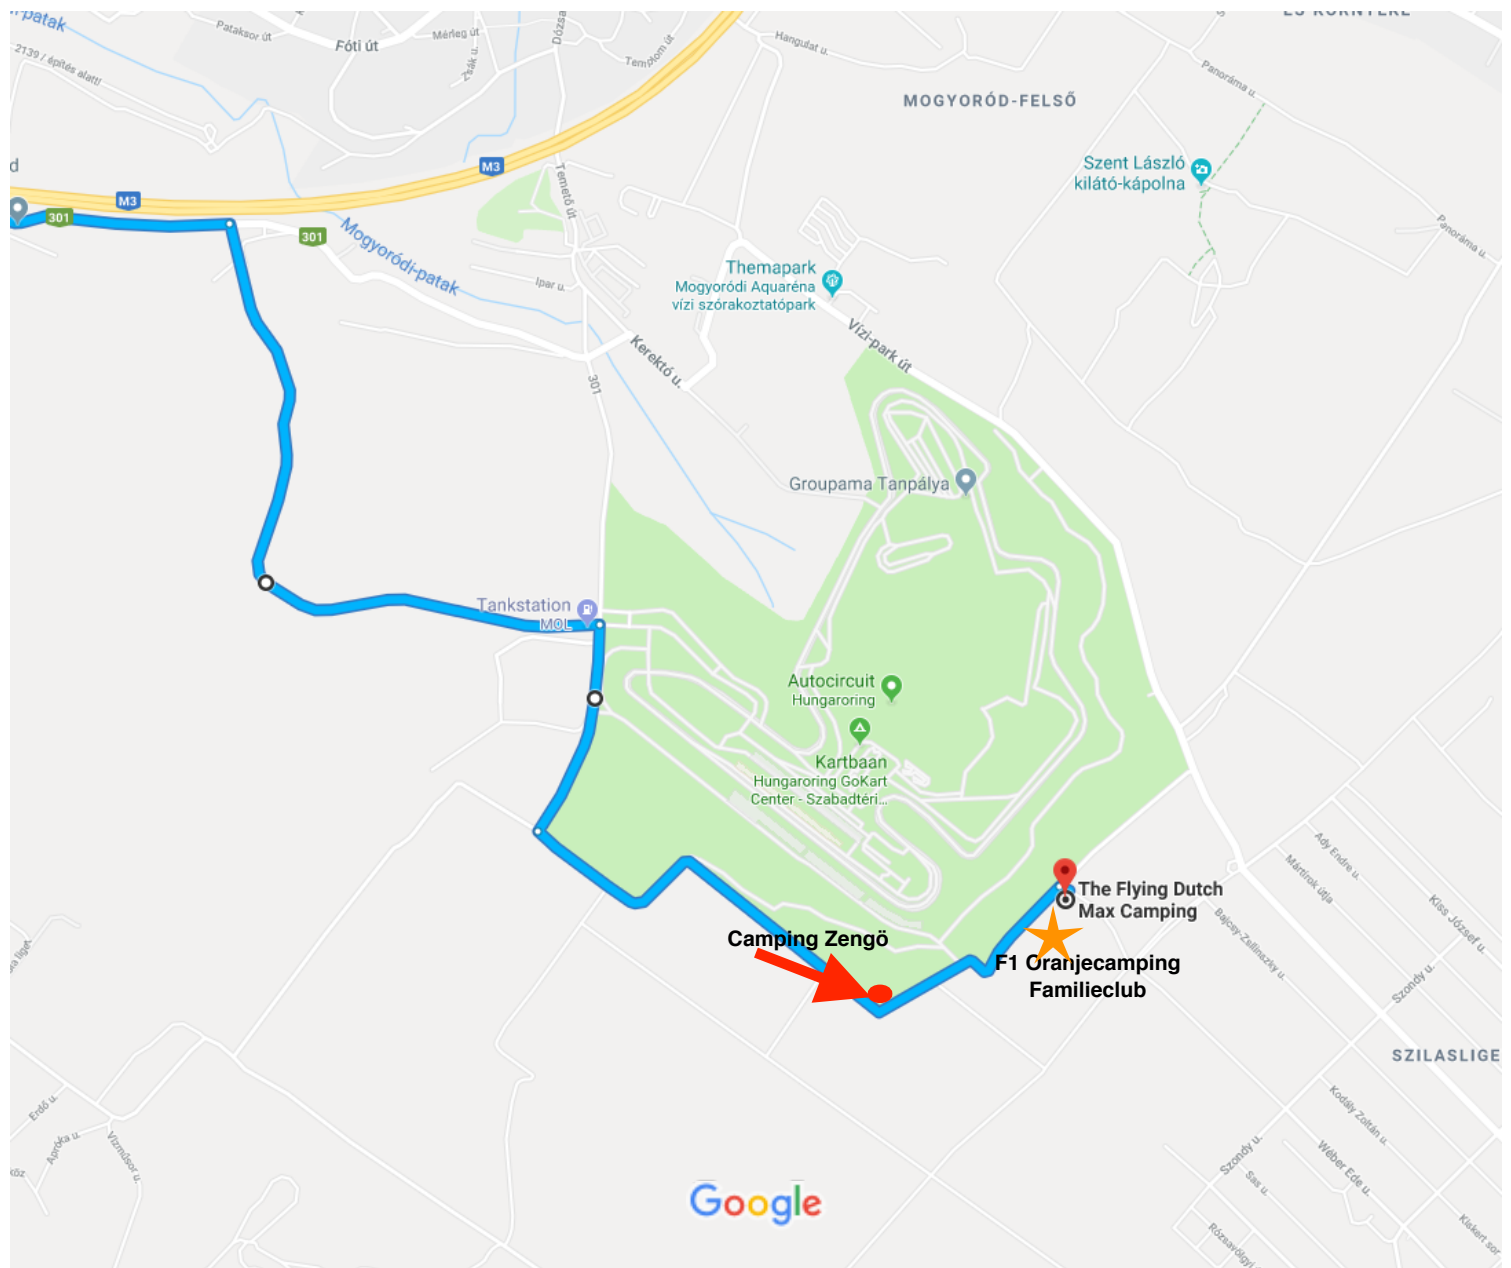 Pataksor út
Fóti út
Mérleg út
Dózsa
Templom út
Hangulat u.
2139 / építés alatt!
Panoráma u.
MOGYORÓD-FELSŐ
M3
Szent László
kilátó-kápolna
d
M3
301
301
Temető út
Mogyoródi-patak
Panoráma u.
Ipar u.
Themapark
Mogyoródi Aquaréna
vízi szórakoztatópark
Vízi-park út
Kerektó u.
301
Groupama Tanpálya
Tankstation
MOL
Autocircuit
Hungaroring
Kartbaan
Hungaroring GoKart
Center - Szabadtéri...
Ady Endre u.
Mártírok útja
The Flying Dutch
Max Camping
Kiss József u.
Bajcsy-Zsilinszky u.
Camping Zengö
F1 Oranjecamping
Familieclub
Szondy u.
SZILASLIGE
Erdő u.
Apróka u.
Vízműsor u.
Kodály Zoltán u.
Szondy u.
Wéber Ede u.
Sas u.
Rózsavölgyi
Kiskert sor
Google